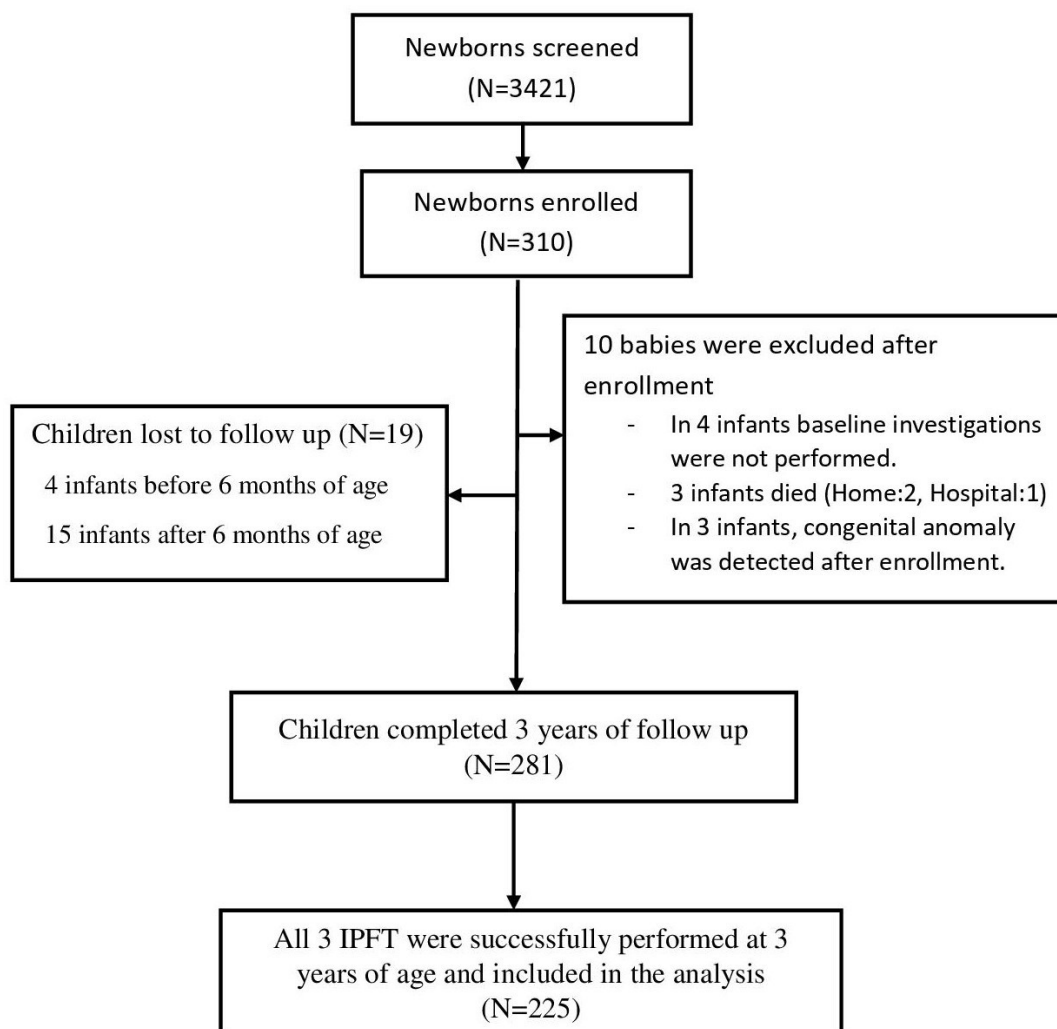 Newborns screened
(N=3421)
Newborns enrolled
(N=310)
10 babies were excluded after
enrollment
- In 4 infants baseline investigations
were not performed.
- 3 infants died (Home:2, Hospital:1)
- In 3 infants, congenital anomaly
was detected after enrollment.
Children lost to follow up (N=19)
4 infants before 6 months of age
15 infants after 6 months of age
Children completed 3 years of follow up
(N=281)
All 3 IPFT were successfully performed at 3
years of age and included in the analysis
(N=225)